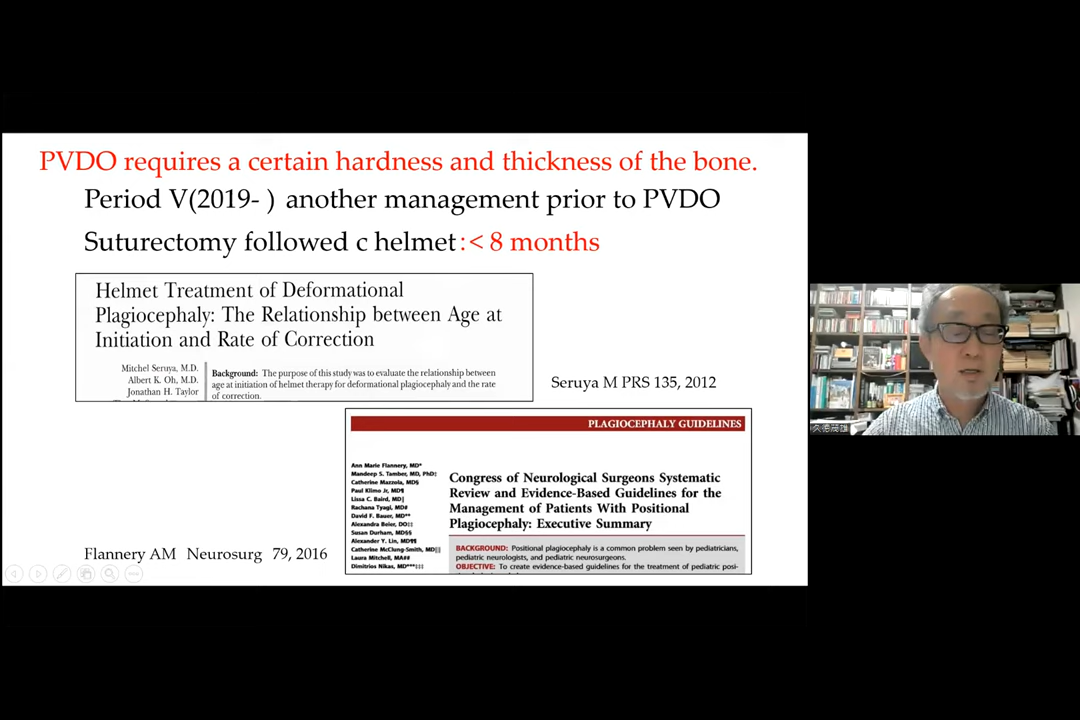 PVDO requires a certain hardness and thickness of the bone.
Period V(2019- ) another management prior to PVDO
Suturectomy followed c helmet:< 8 months
Helmet Treatment of Deformational
Plagiocephaly: The Relationship between Age at
Initiation and Rate of Correction
Mitchel Seruya, M.D.
Albert K. Oh, M.D.
Jonathan H. Taylor
Background: The purpose of this study was to evaluate the relationship between
age at initiation of helmet therapy for deformational plagiocephaly and the rate
of correction.
Seruya M PRS 135, 2012
PLAGIOCEPHALY GUIDELINES
Ann Marie Flannery, MD*
Mandeep S. Tamber, MD, PhD‡
Catherine Mazzola, MD§
Paul Klimo Jr, MD¶
Lissa C. Baird, MD||
Rachana Tyagi, MD#
David F. Bauer, MD**
Alexandra Beier, DO‡‡
Susan Durham, MD§§
Alexander Y. Lin, MD¶¶
Catherine McClung-Smith, MD||||
Laura Mitchell, MA##
Dimitrios Nikas, MD***‡‡‡
Congress of Neurological Surgeons Systematic
Review and Evidence-Based Guidelines for the
Management of Patients With Positional
Plagiocephaly: Executive Summary
BACKGROUND: Positional plagiocephaly is a common problem seen by pediatricians,
pediatric neurologists, and pediatric neurosurgeons.
OBJECTIVE: To create evidence-based guidelines for the treatment of pediatric posi-
Flannery AM Neurosurg 79, 2016
久徳茂雄